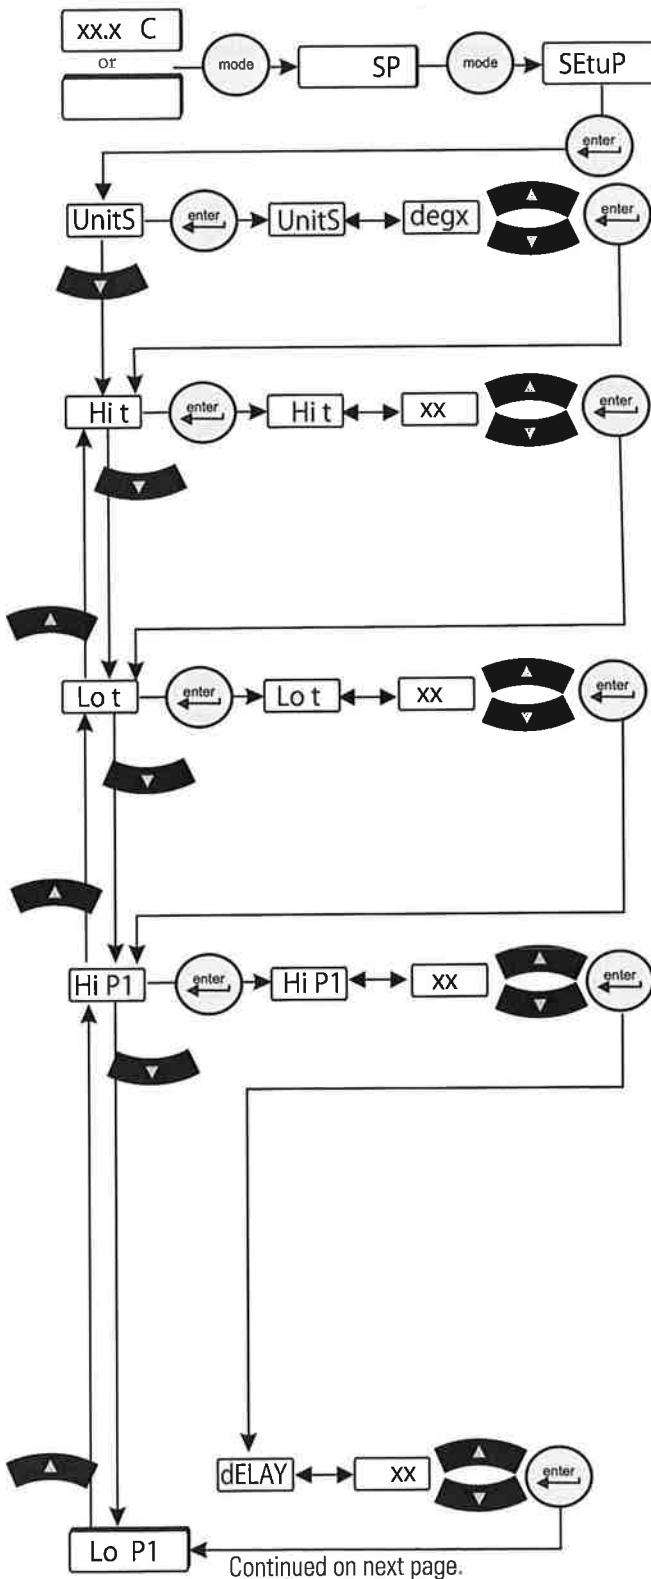 xx.x C
or
mode
SP
mode
SEtuP
enter
UnitS
enter
UnitS
degx
enter
Hi t
enter
Hi t
xx
enter
Lo t
enter
Lo t
xx
enter
Hi P1
enter
Hi P1
xx
enter
dELAY
xx
enter
Lo P1
Continued on next page.